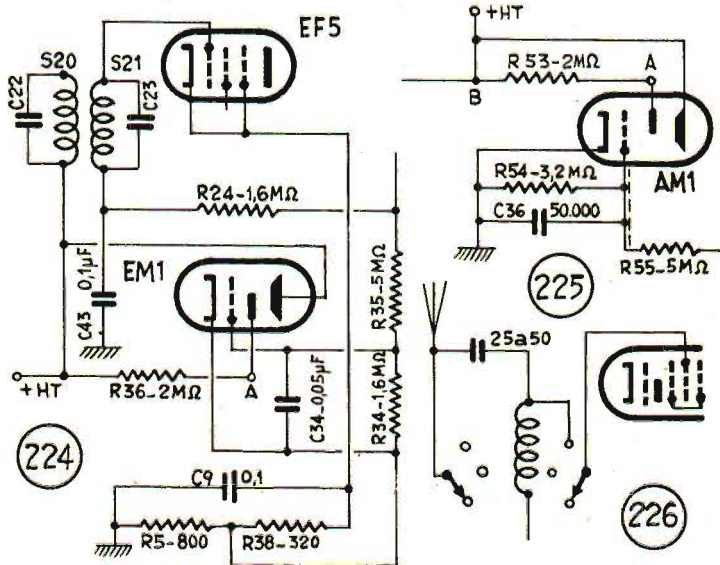 EF5
S20
S21
C22
C23
R24-1,6MΩ
EM1
0,1µF
C43
R35-5MΩ
+HT
R36-2MΩ
A
C34-0,05µF
R34-1,6MΩ
224
C9
0,1
R5-800
R38-320
+HT
R53-2MΩ
A
B
R54-3,2MΩ
AM1
C36
50.000
R55-5MΩ
225
25a50
226